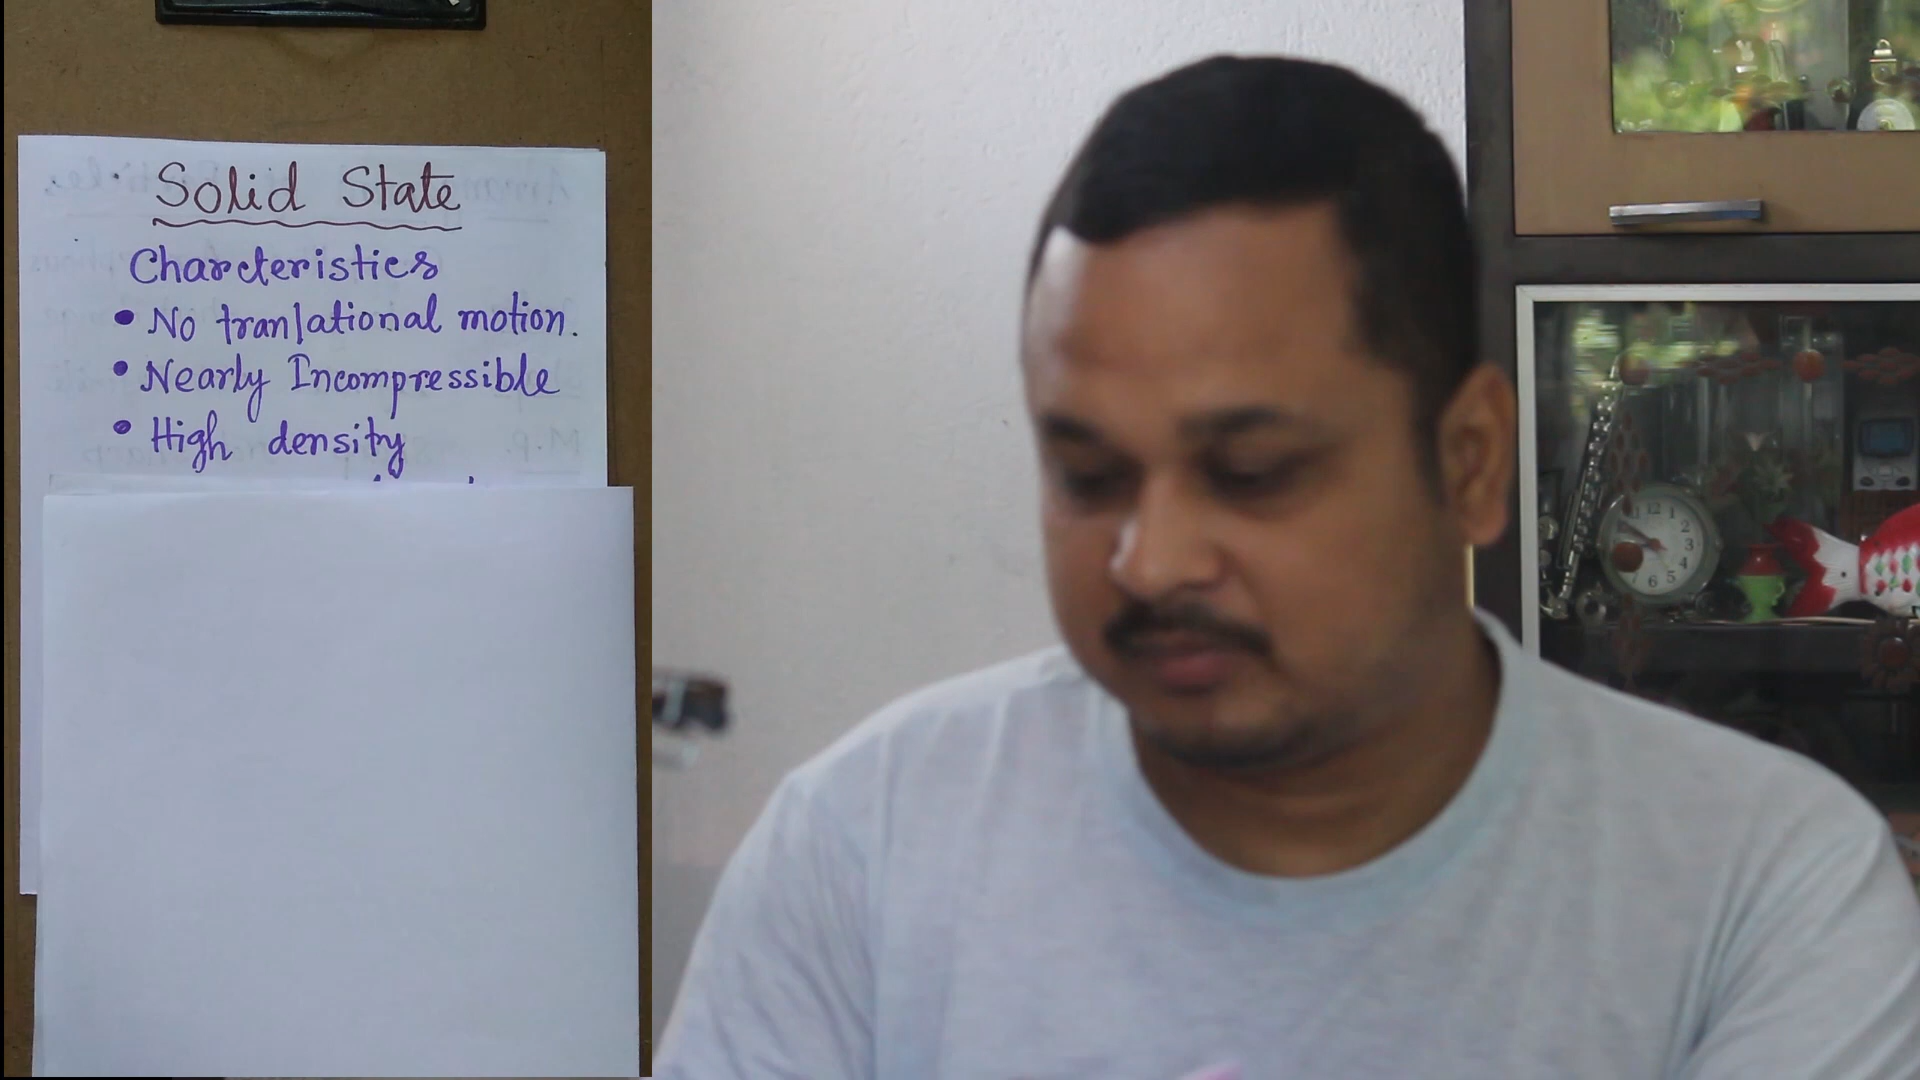 Solid State
Charcteristics
• No tranlational motion.
• Nearly Incompressible
• High density